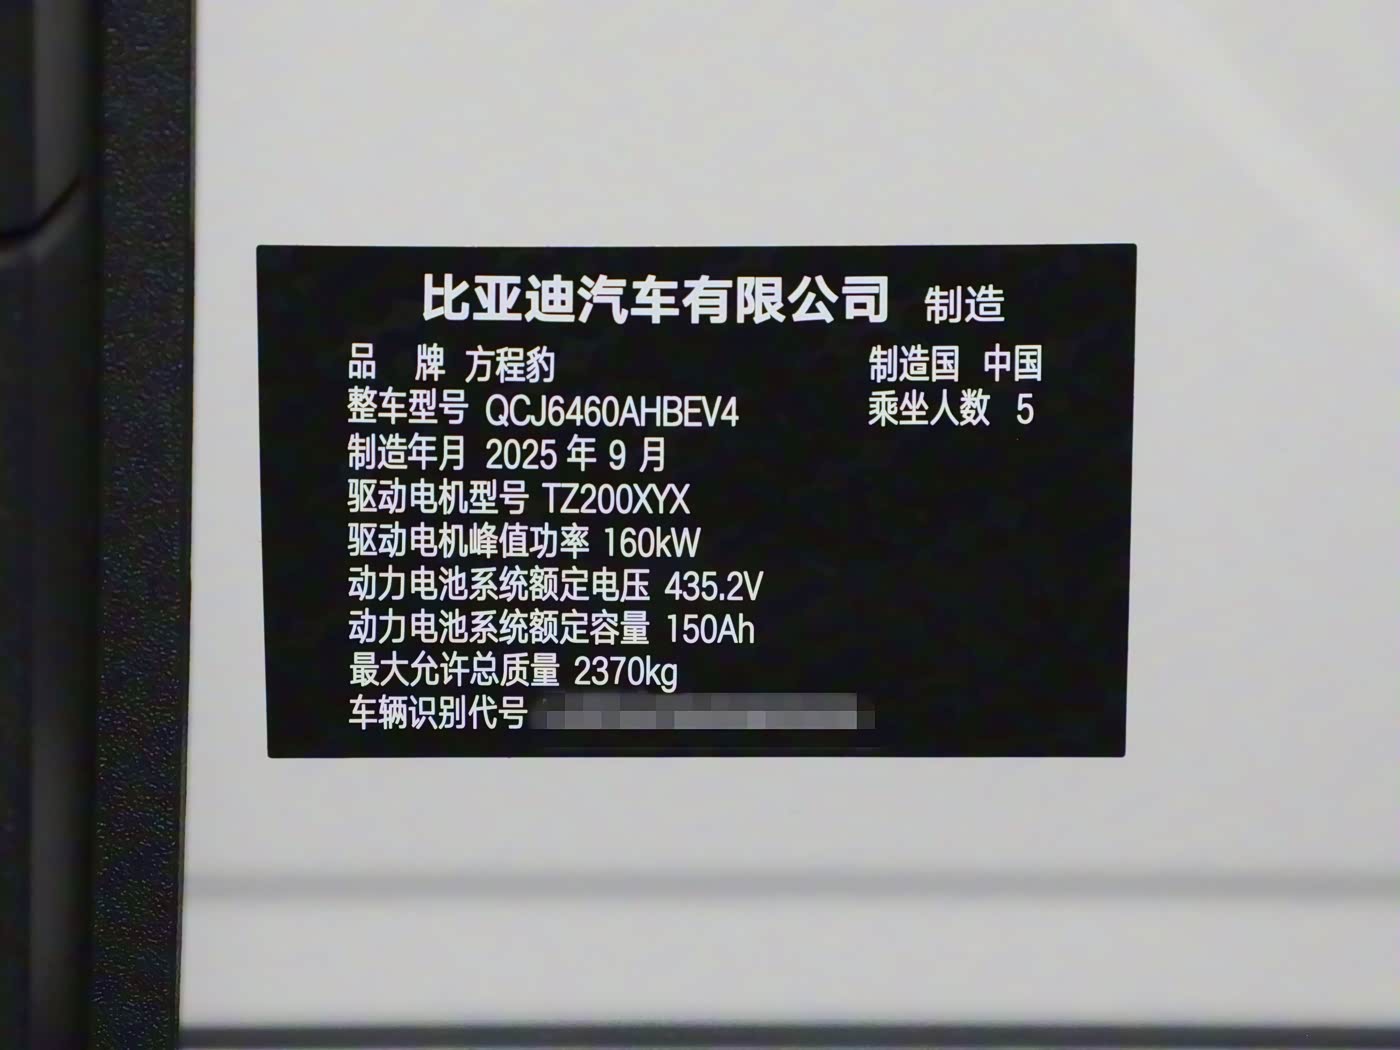 比亚迪汽车有限公司 制造
品 牌 方程豹 制造国 中国
整车型号 QCJ6460AHBEV4 乘坐人数 5
制造年月 2025 年 9 月
驱动电机型号 TZ200XYX
驱动电机峰值功率 160kW
动力电池系统额定电压 435.2V
动力电池系统额定容量 150Ah
最大允许总质量 2370kg
车辆识别代号